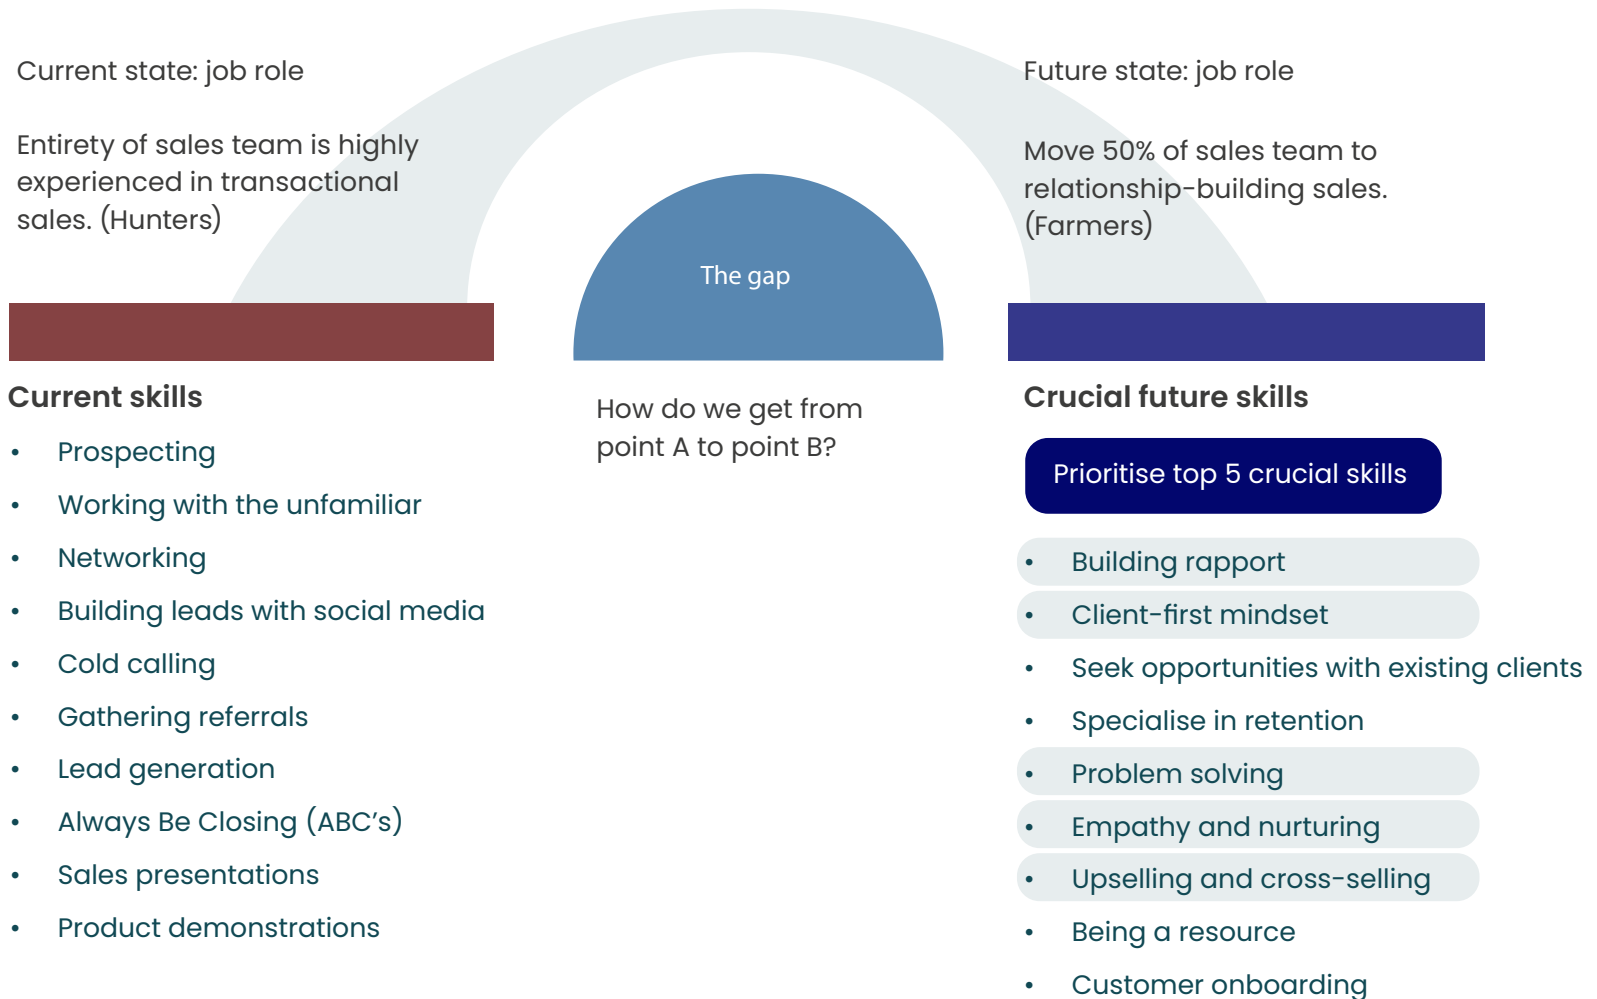 Current state: job role
Entirety of sales team is highly
experienced in transactional
sales. (Hunters)
Current skills
• Prospecting
• Working with the unfamiliar
• Networking
• Building leads with social media
• Cold calling
• Gathering referrals
• Lead generation
• Always Be Closing (ABC’s)
• Sales presentations
• Product demonstrations
The gap
How do we get from
point A to point B?
Future state: job role
Move 50% of sales team to
relationship-building sales.
(Farmers)
Crucial future skills
Prioritise top 5 crucial skills
• Building rapport
• Client-first mindset
• Seek opportunities with existing clients
• Specialise in retention
• Problem solving
• Empathy and nurturing
• Upselling and cross-selling
• Being a resource
• Customer onboarding